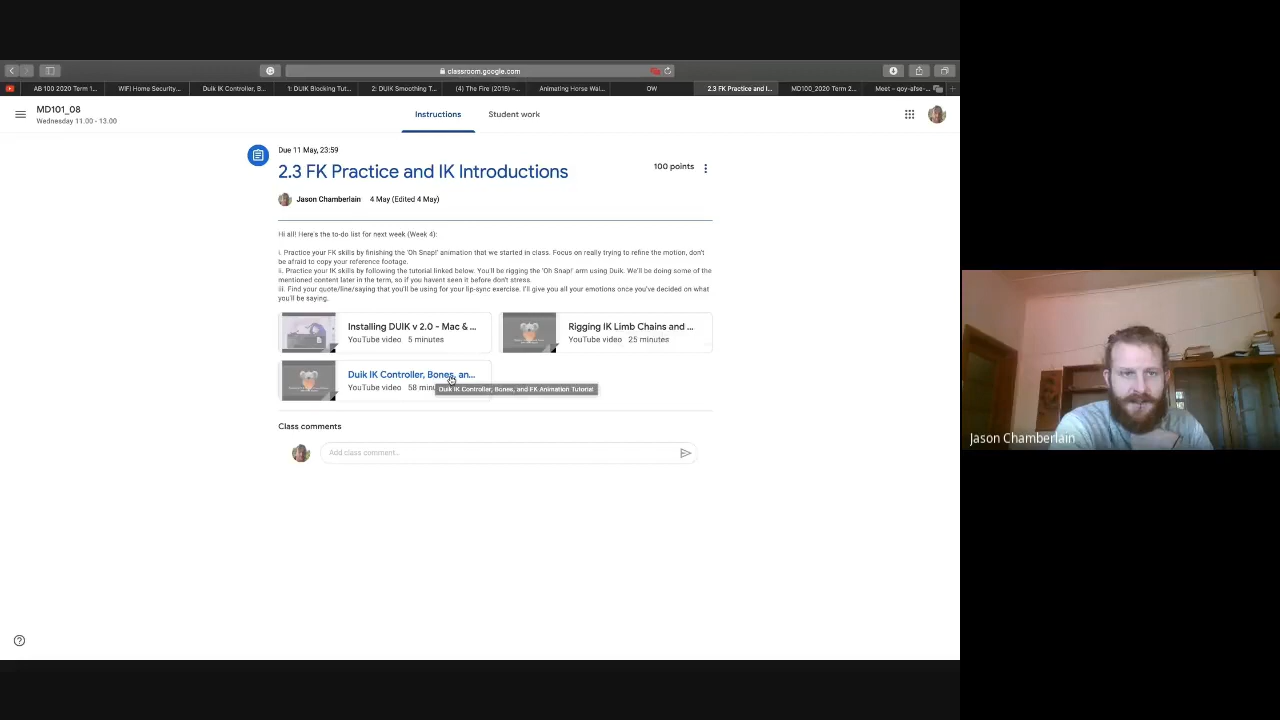 classroom.google.com
AB 100 2020 Term 1...
WIFI Home Security...
Duik IK Controller, B...
1: DUIK Blocking Tut...
2: DUIK Smoothing T...
(4) The Fire (2015) –...
Animating Horse Wal...
OW
2.3 FK Practice and I...
MD100_2020 Term 2...
Meet – qoy-afse-...
MD101_08
Wednesday 11.00 - 13.00
Instructions
Student work
Due 11 May, 23:59
2.3 FK Practice and IK Introductions
100 points
Jason Chamberlain 4 May (Edited 4 May)
Hi all! Here's the to-do list for next week (Week 4):
i. Practice your FK skills by finishing the 'Oh Snap!' animation that we started in class. Focus on really trying to refine the motion, don't
be afraid to copy your reference footage.
ii. Practice your IK skills by following the tutorial linked below. You'll be rigging the 'Oh Snap!' arm using Duik. We'll be doing some of the
mentioned content later in the term, so if you havent seen it before don't stress.
iii. Find your quote/line/saying that you'll be using for your lip-sync exercise. I'll give you all your emotions once you've decided on what
you'll be saying.
Installing DUIK v 2.0 - Mac & ...
YouTube video 5 minutes
Rigging IK Limb Chains and ...
YouTube video 25 minutes
Duik IK Controller, Bones, an...
YouTube video 58 minu
Duik IK Controller, Bones, and FK Animation Tutorial
Class comments
Add class comment...
Jason Chamberlain